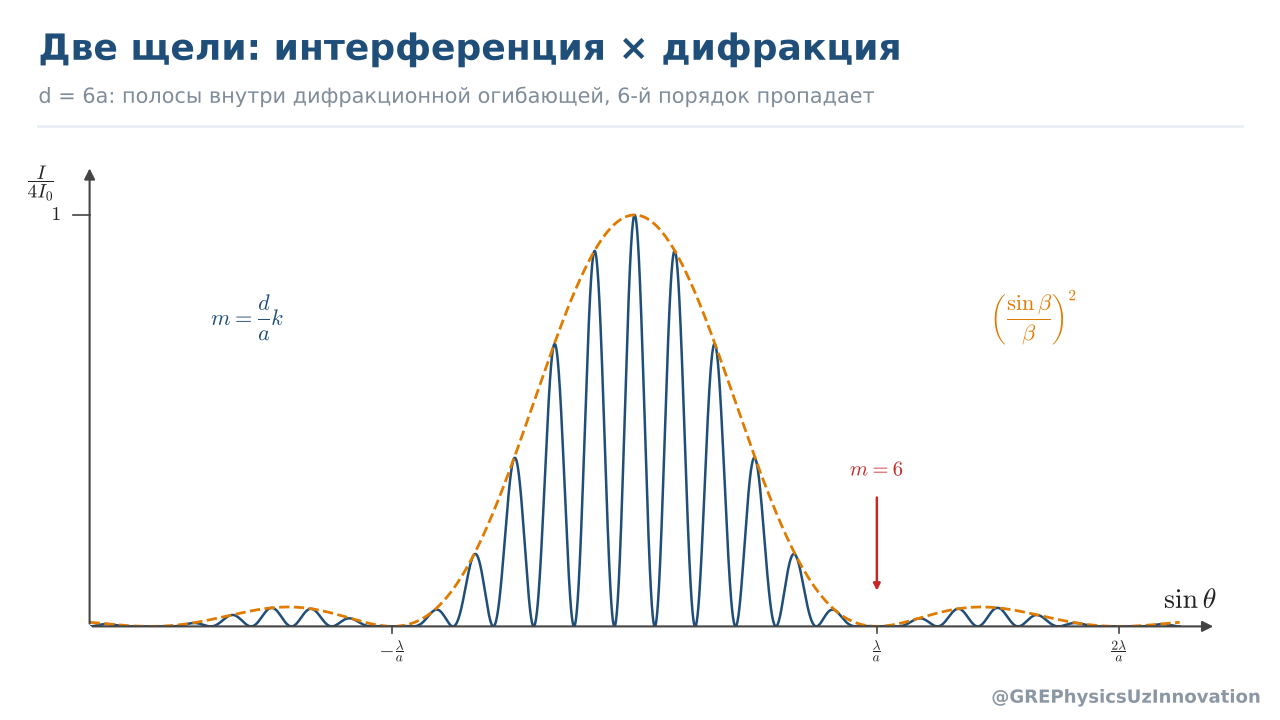 Две щели: интерференция × дифракция
d = 6a: полосы внутри дифракционной огибающей, 6-й порядок пропадает
I/4I₀
1
m = d/a k
(sin β/β)²
m = 6
sin θ
−λ/a
λ/a
2λ/a
@GREPhysicsUzInnovation